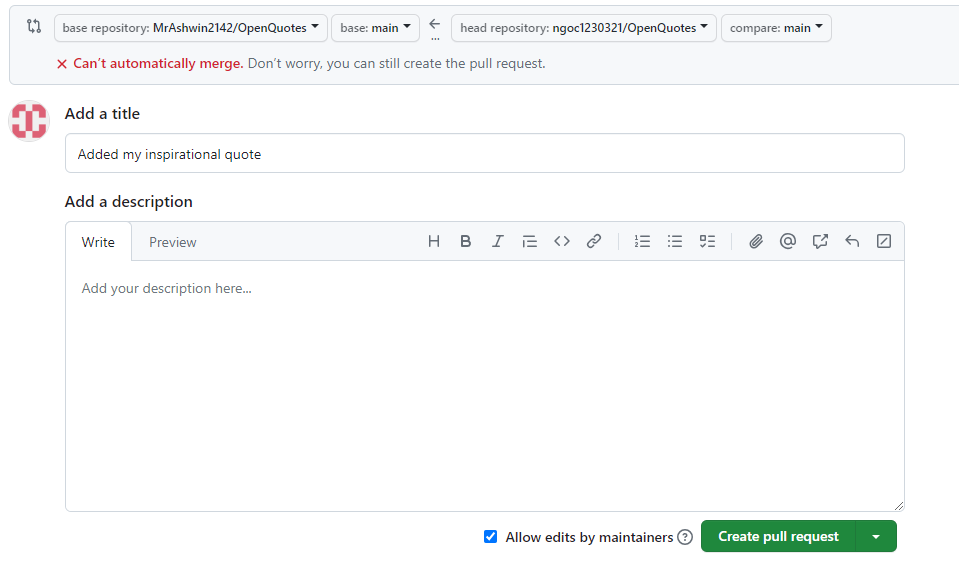 base repository: MrAshwin2142/OpenQuotes base: main ... head repository: ngoc1230321/OpenQuotes compare: main
Can’t automatically merge. Don’t worry, you can still create the pull request.
Add a title
Added my inspirational quote
Add a description
Write Preview H B I
Add your description here...
Allow edits by maintainers ?
Create pull request